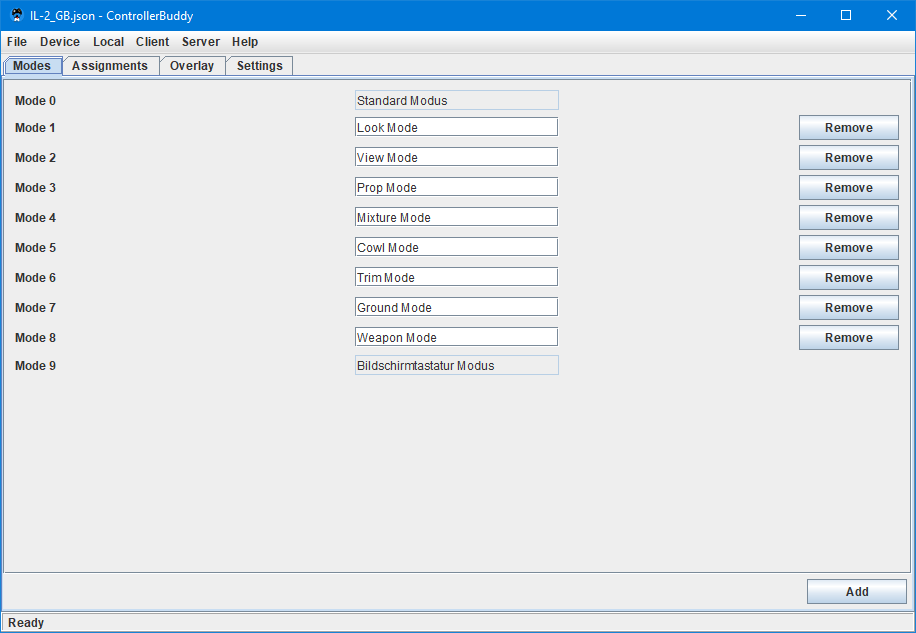 IL-2_GB.json - ControllerBuddy
File Device Local Client Server Help
Modes Assignments Overlay Settings
Mode 0 Standard Modus
Mode 1 Look Mode Remove
Mode 2 View Mode Remove
Mode 3 Prop Mode Remove
Mode 4 Mixture Mode Remove
Mode 5 Cowl Mode Remove
Mode 6 Trim Mode Remove
Mode 7 Ground Mode Remove
Mode 8 Weapon Mode Remove
Mode 9 Bildschirmtastatur Modus
Add
Ready